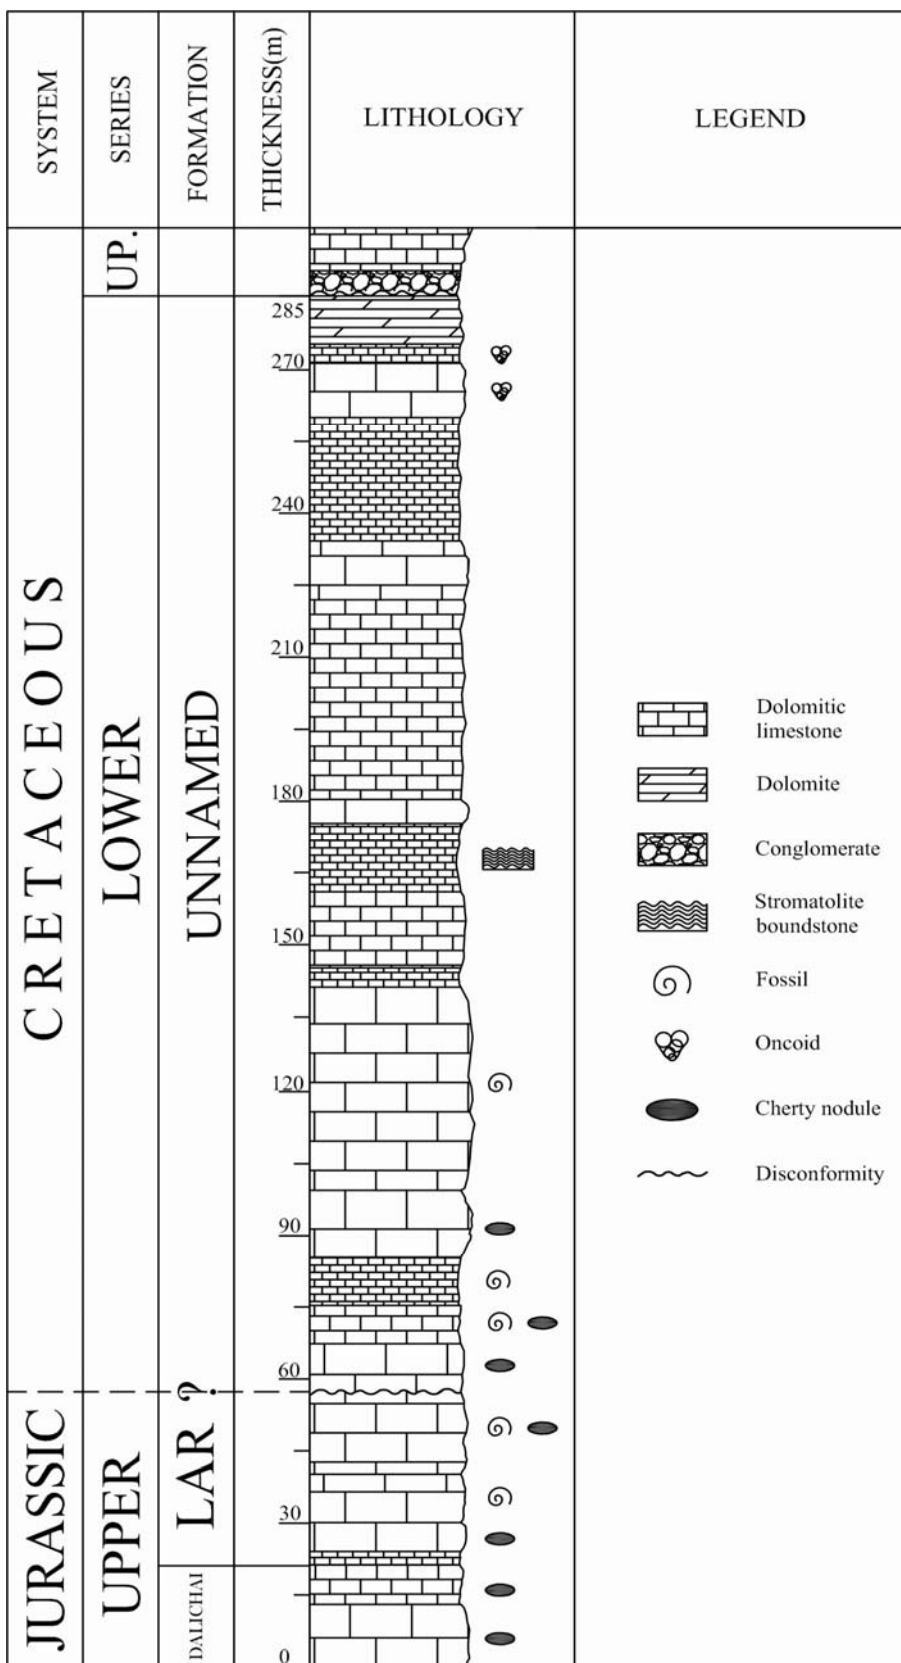 SYSTEM
SERIES
FORMATION
THICKNESS(m)
LITHOLOGY
LEGEND
CRETACEOUS
JURASSIC
UP.
LOWER
UPPER
UNNAMED
LAR ?
DALICHAI
285
270
240
210
180
150
120
90
60
30
0
Dolomitic
limestone
Dolomite
Conglomerate
Stromatolite
boundstone
Fossil
Oncoid
Cherty nodule
Disconformity